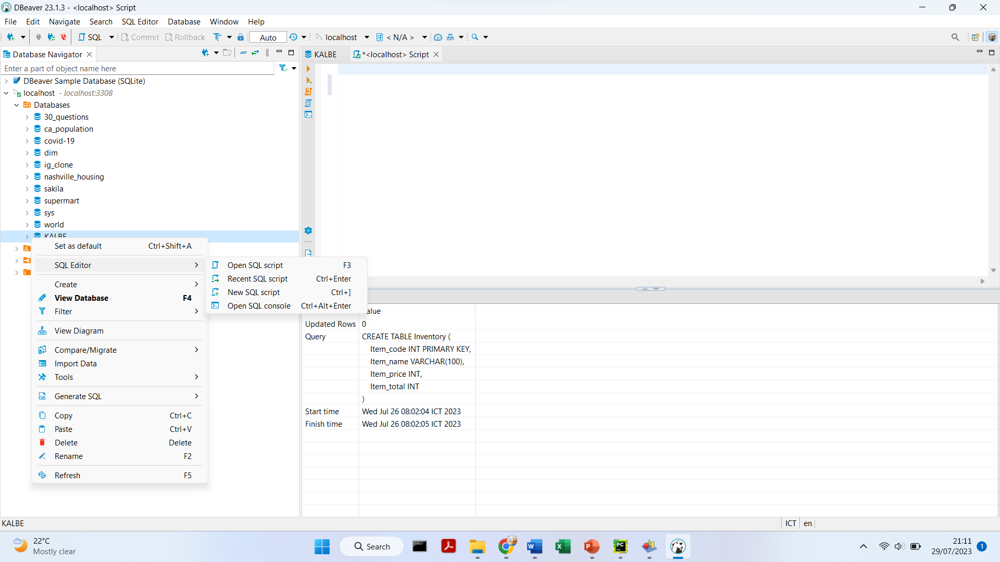 DBeaver 23.1.3 - <localhost> Script
File Edit Navigate Search SQL Editor Database Window Help
SQL Commit Rollback Auto localhost < N/A >
Database Navigator
KALBE *<localhost> Script
Enter a part of object name here
DBeaver Sample Database (SQLite)
localhost - localhost:3308
Databases
30_questions
ca_population
covid-19
dim
ig_clone
nashville_housing
sakila
supermart
sys
world
KALBE
Set as default Ctrl+Shift+A
SQL Editor
Create
View Database F4
Filter
View Diagram
Compare/Migrate
Import Data
Tools
Generate SQL
Copy Ctrl+C
Paste Ctrl+V
Delete Delete
Rename F2
Refresh F5
Open SQL script F3
Recent SQL script Ctrl+Enter
New SQL script Ctrl+]
Open SQL console Ctrl+Alt+Enter
alue
Updated Rows 0
Query CREATE TABLE Inventory (
Item_code INT PRIMARY KEY,
Item_name VARCHAR(100),
Item_price INT,
Item_total INT
)
Start time Wed Jul 26 08:02:04 ICT 2023
Finish time Wed Jul 26 08:02:05 ICT 2023
KALBE
ICT en
22°C
Mostly clear
Search
21:11
29/07/2023
1